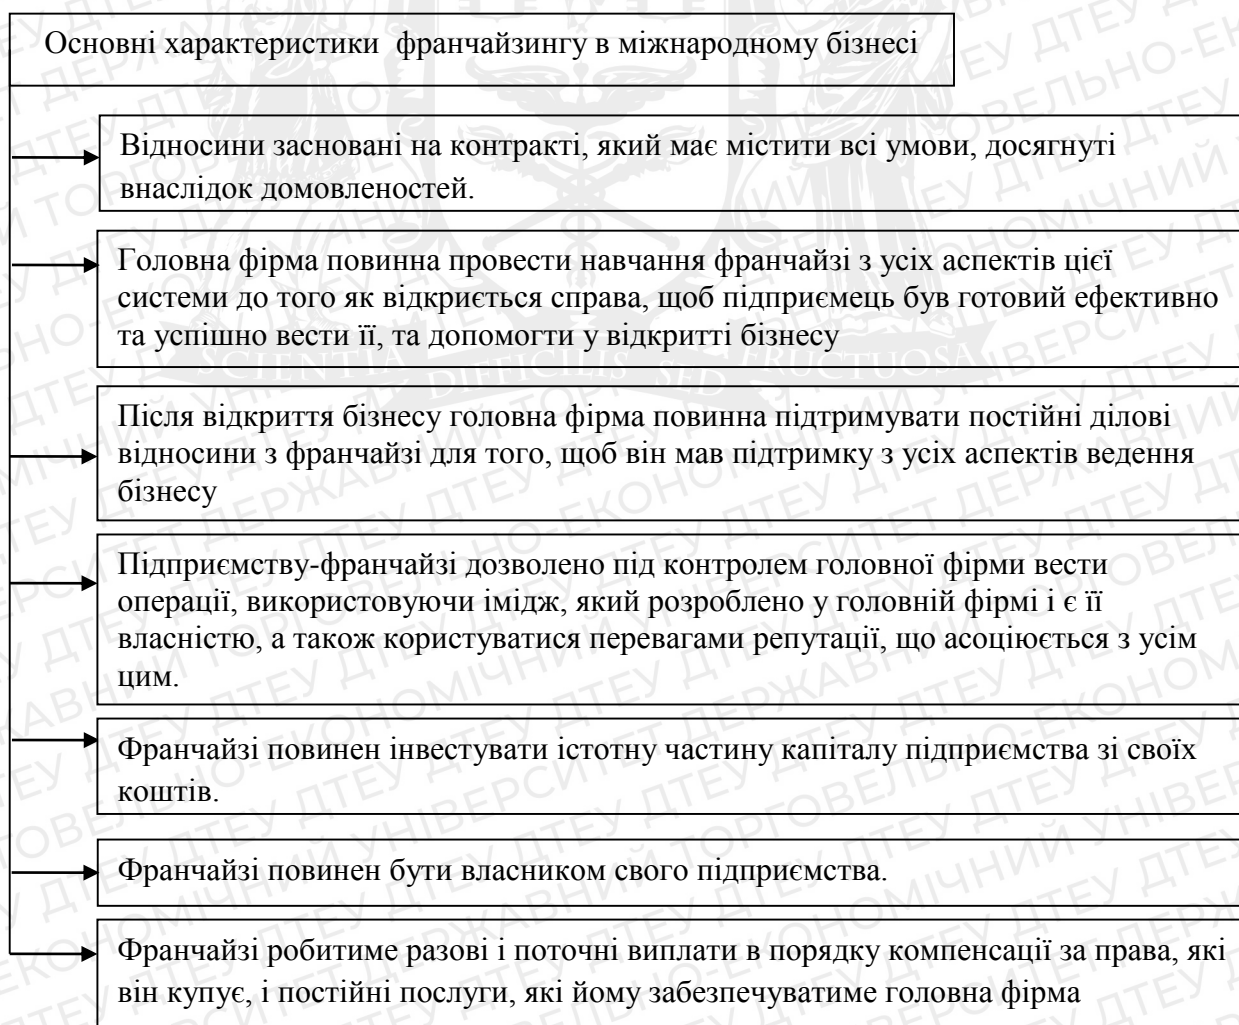 Основні характеристики франчайзингу в міжнародному бізнесі
Відносини засновані на контракті, який має містити всі умови, досягнуті
внаслідок домовленостей.
Головна фірма повинна провести навчання франчайзі з усіх аспектів цієї
системи до того як відкриється справа, щоб підприємець був готовий ефективно
та успішно вести її, та допомогти у відкритті бізнесу
SCIENTIA DIFFICILIS SED FRUCTUOSA
Після відкриття бізнесу головна фірма повинна підтримувати постійні ділові
відносини з франчайзі для того, щоб він мав підтримку з усіх аспектів ведення
бізнесу
Підприємству-франчайзі дозволено під контролем головної фірми вести
операції, використовуючи імідж, який розроблено у головній фірмі і є її
власністю, а також користуватися перевагами репутації, що асоціюється з усім
цим.
Франчайзі повинен інвестувати істотну частину капіталу підприємства зі своїх
коштів.
Франчайзі повинен бути власником свого підприємства.
Франчайзі робитиме разові і поточні виплати в порядку компенсації за права, які
він купує, і постійні послуги, які йому забезпечуватиме головна фірма